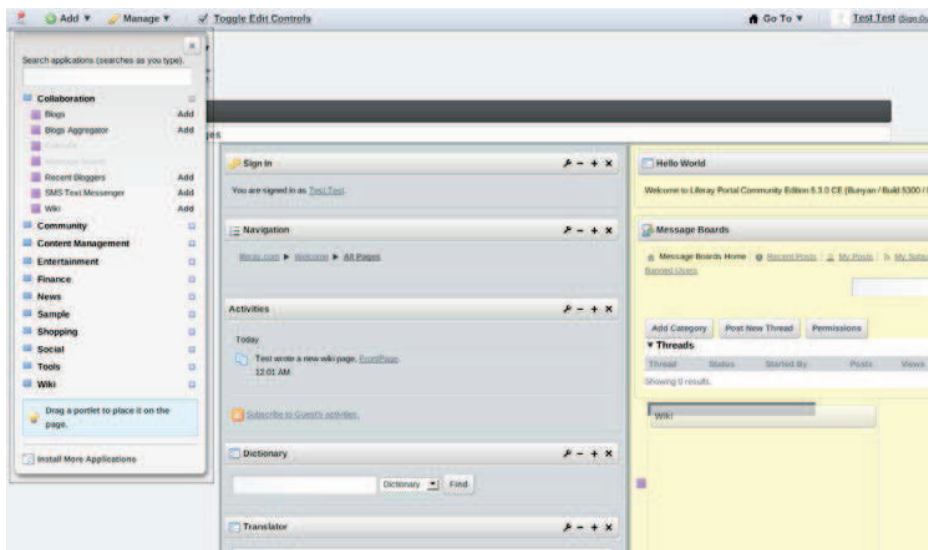 Add ▼ Manage ▼ Toggle Edit Controls Go To ▼ Test Test
Search applications (searches as you type).
Collaboration
Blogs Add
Blogs Aggregator Add
Recent Bloggers Add
SMS Text Messenger Add
Wiki Add
Community
Content Management
Entertainment
Finance
News
Sample
Shopping
Social
Tools
Wiki
Drag a portlet to place it on the
page.
Install More Applications
Sign In
You are signed in as Test Test.
Navigation
liferay.com ► Welcome ► All Pages
Activities
Today
Test wrote a new wiki page, FrontPage.
12:01 AM
Subscribe to Guest's activities.
Dictionary
Dictionary Find
Translator
Hello World
Welcome to Liferay Portal Community Edition 5.3.0 CE (Bunyan / Build 5300 /
Message Boards
Message Boards Home Recent Posts My Posts My
Banned Users
Add Category Post New Thread Permissions
▼ Threads
Thread Status Started By Posts Views
Showing 0 results.
Wiki